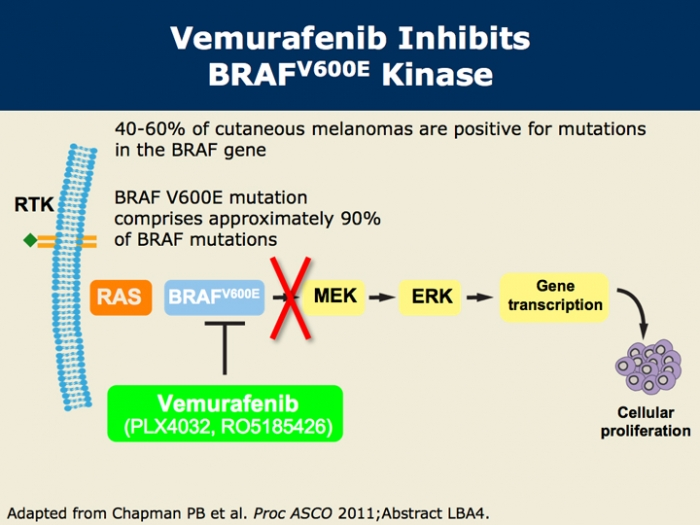 Vemurafenib Inhibits
BRAFV600E Kinase
40-60% of cutaneous melanomas are positive for mutations
in the BRAF gene
RTK
BRAF V600E mutation
comprises approximately 90%
of BRAF mutations
RAS
BRAFV600E
MEK
ERK
Gene
transcription
Vemurafenib
(PLX4032, RO5185426)
Cellular
proliferation
Adapted from Chapman PB et al. Proc ASCO 2011;Abstract LBA4.